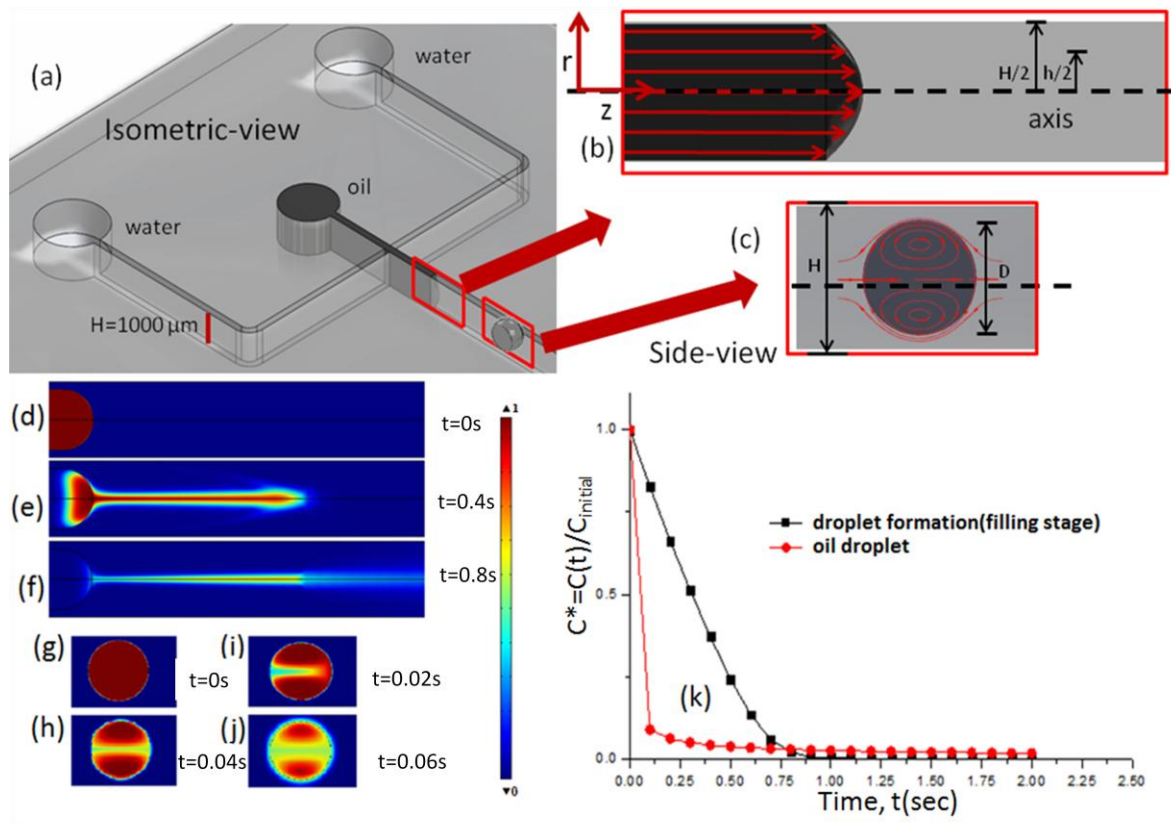 (a)
water
Isometric-view
oil
water
H=1000 µm
r
z
(b)
H/2
h/2
axis
(c)
H
D
Side-view
(d)
t=0s
▲1
(e)
t=0.4s
(f)
t=0.8s
(g)
t=0s
(i)
t=0.02s
(h)
t=0.04s
(j)
t=0.06s
▼0
C*=C(t)/Cinitial
1.0
0.5
0.0
droplet formation(filling stage)
oil droplet
(k)
0.00 0.25 0.50 0.75 1.00 1.25 1.50 1.75 2.00 2.25 2.50
Time, t(sec)